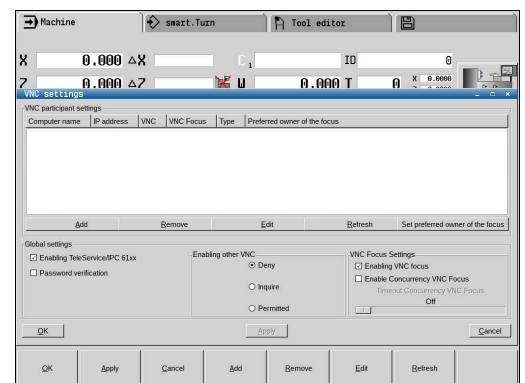 Machine smart.Turn Tool editor
X 0.000 ΔX C1 ID 0
Z 0.000 ΔZ W 0.000 T 0 X 0.0000
VNC settings
VNC participant settings
Computer name IP address VNC VNC Focus Type Preferred owner of the focus
Add Remove Edit Refresh Set preferred owner of the focus
Global settings
Enabling TeleService/IPC 61xx
Password verification
Enabling other VNC
Deny
Inquire
Permitted
VNC Focus Settings
Enabling VNC focus
Enable Concurrency VNC Focus
Timeout Concurrency VNC Focus
Off
OK Apply Cancel
OK Apply Cancel Add Remove Edit Refresh